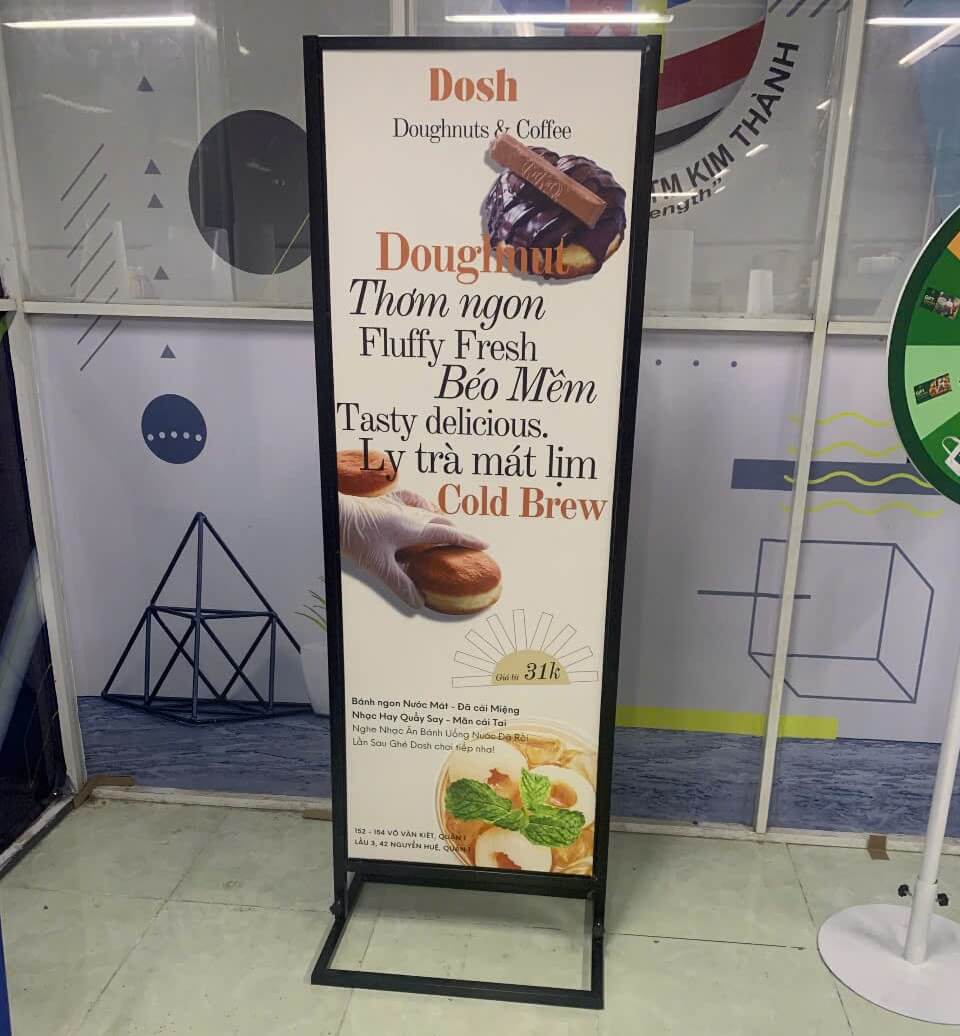 Dosh
Doughnuts & Coffee
Doughnut
Thơm ngon
Fluffy Fresh
Béo Mềm
Tasty delicious.
Ly trà mát lịm
Cold Brew
Giá từ 31k
Bánh ngon Nước Mát - Đã cái Miệng
Nhạc Hay Quẩy Say - Mãn cái Tai
Nghe Nhạc Ăn Bánh Uống Nước Đã Rồi
Lần Sau Ghé Dosh chơi tiếp nha!
152 - 154 VÕ VĂN KIỆT, QUẬN 1
LẦU 3, 42 NGUYỄN HUỆ, QUẬN 1
TM KIM THÀNH
ength"